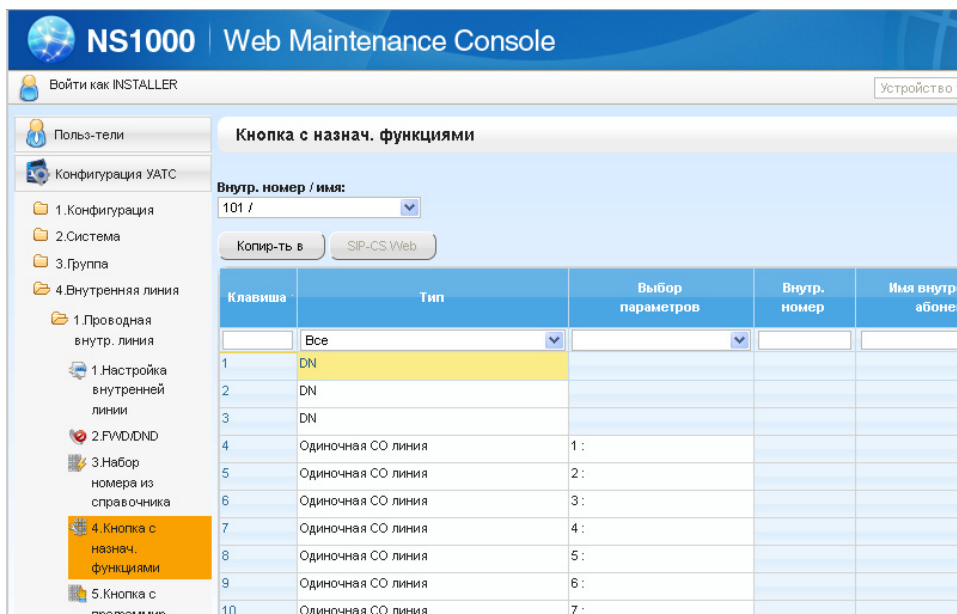 NS1000 Web Maintenance Console
Войти как INSTALLER
Устройство
Польз-тели
Конфигурация УАТС
1.Конфигурация
2.Система
3.Группа
4.Внутренняя линия
1.Проводная
внутр. линия
1.Настройка
внутренней
линии
2.FWD/DND
3.Набор
номера из
справочника
4.Кнопка с
назнач.
функциями
5.Кнопка с
Кнопка с назнач. функциями
Внутр. номер / имя:
101 /
Копир-ть в SIP-CS Web
Клавиша Тип Выбор параметров Внутр. номер Имя внутр абоне
Все
1 DN
2 DN
3 DN
4 Одиночная СО линия 1 :
5 Одиночная СО линия 2 :
6 Одиночная СО линия 3 :
7 Одиночная СО линия 4 :
8 Одиночная СО линия 5 :
9 Одиночная СО линия 6 :
10 Одиночная СО линия 7 :